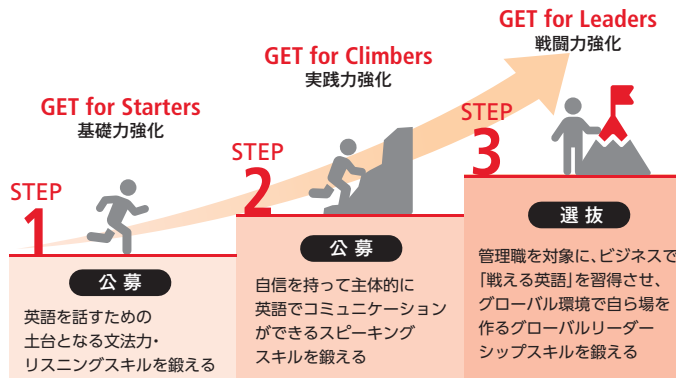 GET for Starters
基礎力強化
STEP
1
公募
英語を話すための
土台となる文法力・
リスニングスキルを鍛える
GET for Climbers
実践力強化
STEP
2
公募
自信を持って主体的に
英語でコミュニケーション
ができるスピーキング
スキルを鍛える
GET for Leaders
戦闘力強化
STEP
3
選抜
管理職を対象に、ビジネスで
「戦える英語」を習得させ、
グローバル環境で自ら場を
作るグローバルリーダー
シップスキルを鍛える